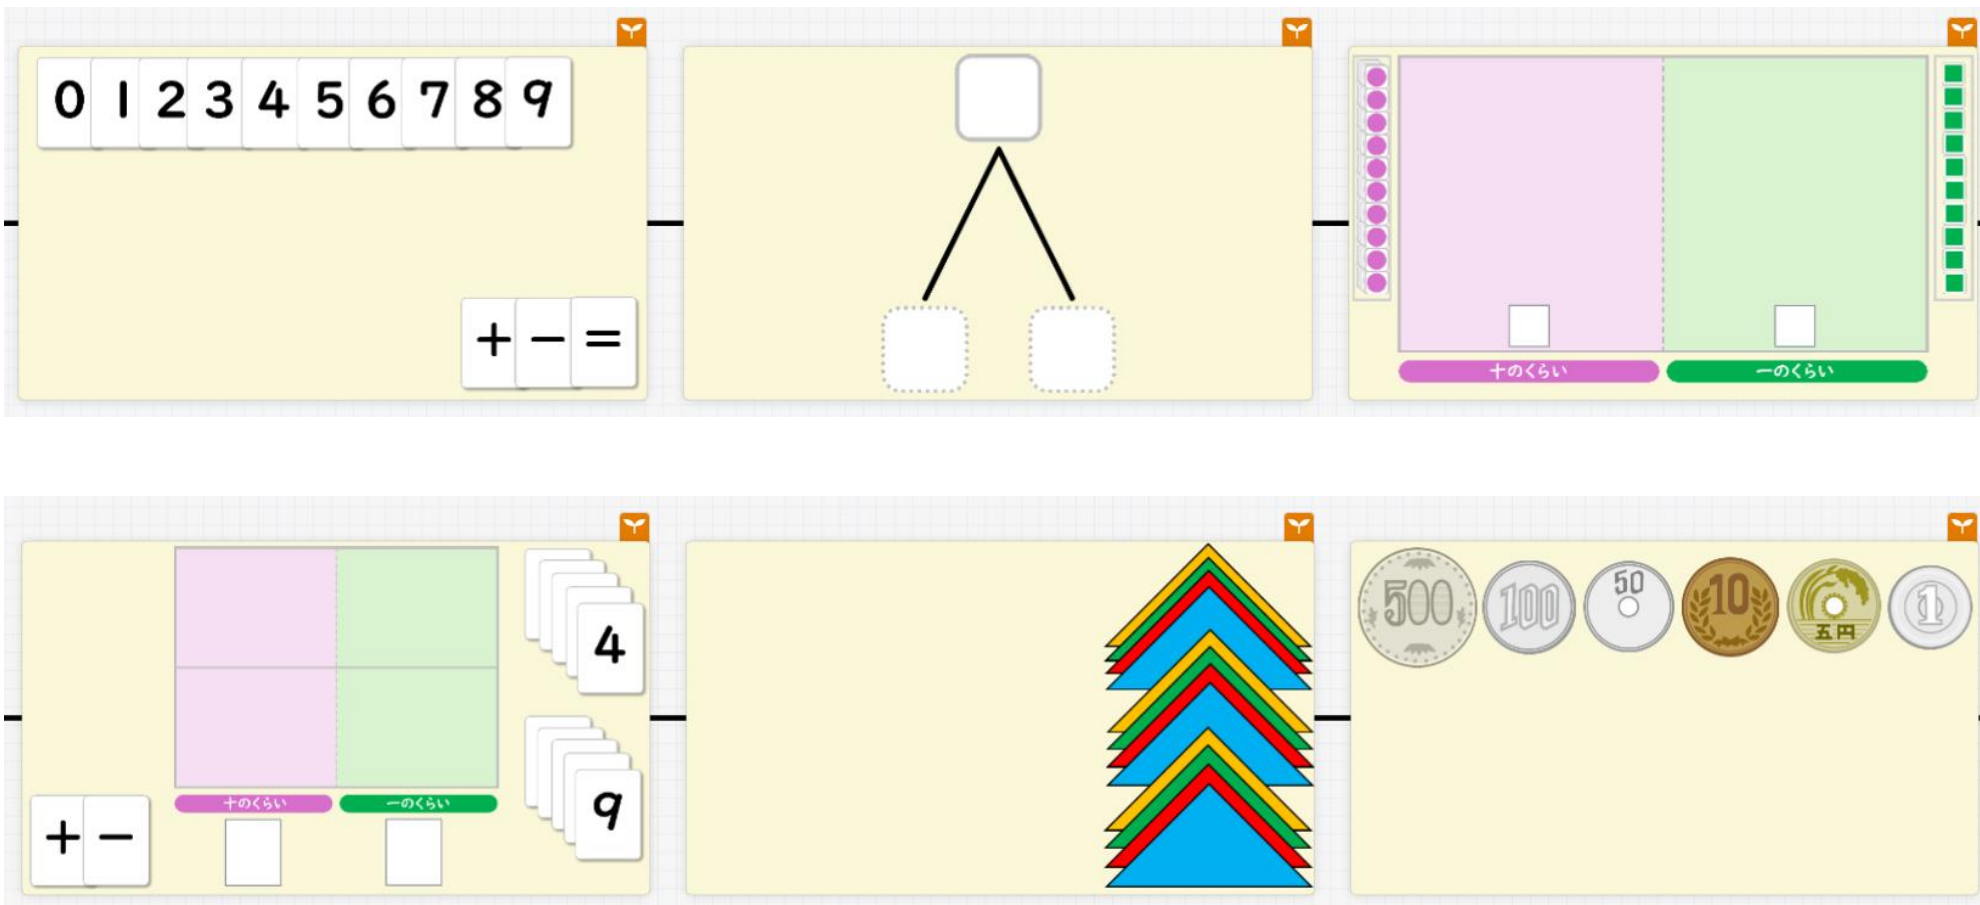 0 1 2 3 4 5 6 7 8 9
+ - =
十のくらい 一のくらい
4
9
+ -
十のくらい 一のくらい
500 100 50 10 五円 1